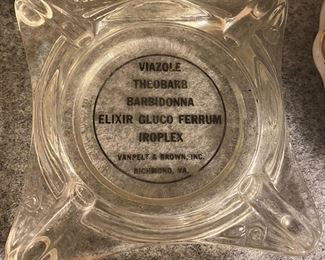 VIAZOLE
THEOBARB
BARBIDONNA
ELIXIR GLUCO FERRUM
IROPLEX
VANPELT & BROWN, INC.
RICHMOND, VA.